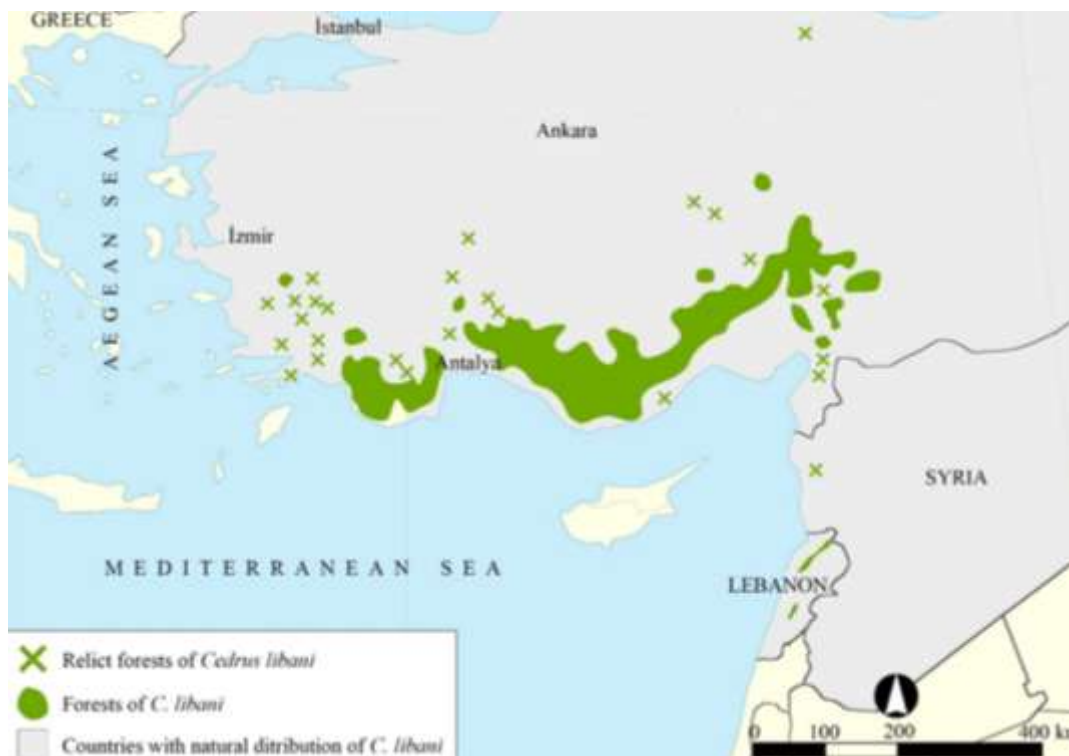 GREECE
İstanbul
Ankara
AEGEAN SEA
İzmir
Antalya
SYRIA
MEDITERRANEAN SEA
LEBANON
Relict forests of Cedrus libani
Forests of C. libani
Countries with natural ditribution of C. libani
0 100 200 400 km